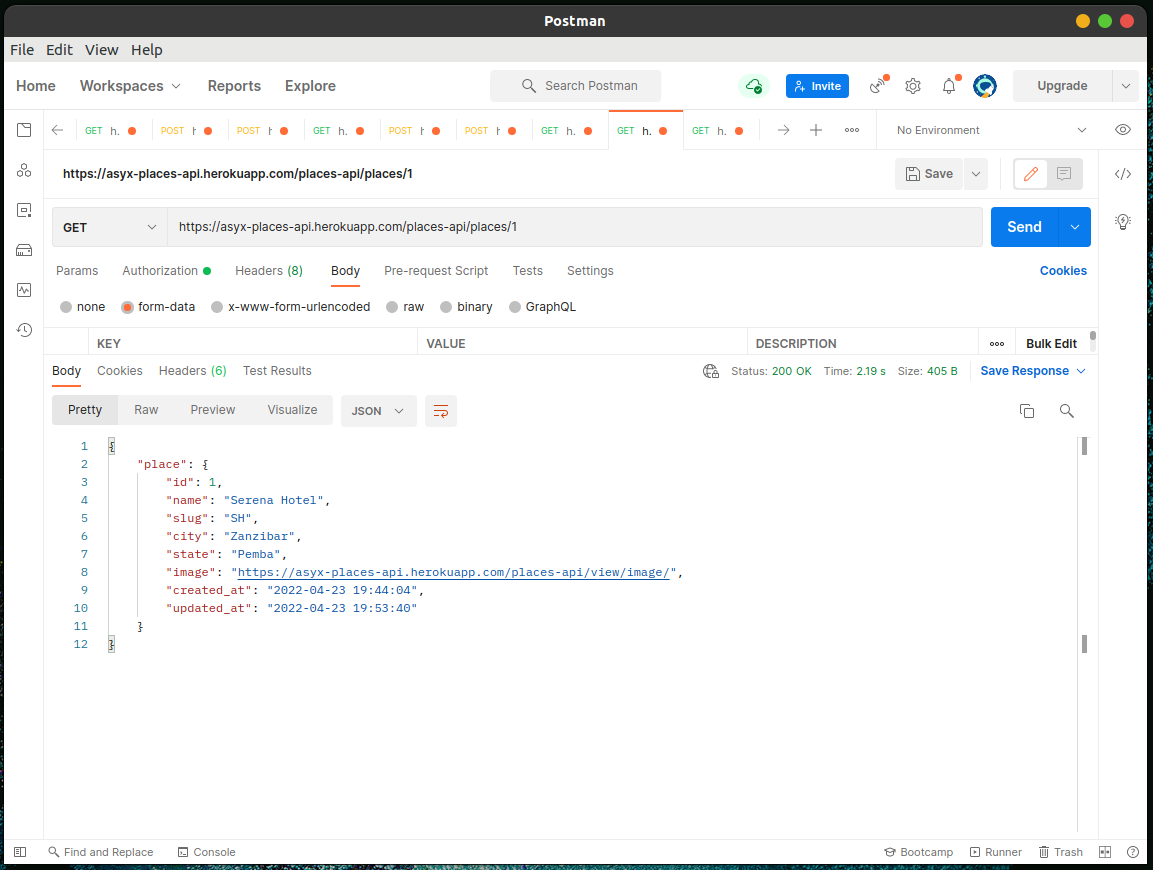 Postman
File Edit View Help
Home Workspaces Reports Explore Search Postman Invite Upgrade
GET h. POST h POST h GET h. POST h POST h GET h. GET h. GET h. No Environment
https://asyx-places-api.herokuapp.com/places-api/places/1 Save
GET https://asyx-places-api.herokuapp.com/places-api/places/1 Send
Params Authorization Headers (8) Body Pre-request Script Tests Settings Cookies
none form-data x-www-form-urlencoded raw binary GraphQL
KEY VALUE DESCRIPTION Bulk Edit
Body Cookies Headers (6) Test Results Status: 200 OK Time: 2.19 s Size: 405 B Save Response
Pretty Raw Preview Visualize JSON
1 {
2 "place": {
3 "id": 1,
4 "name": "Serena Hotel",
5 "slug": "SH",
6 "city": "Zanzibar",
7 "state": "Pemba",
8 "image": "https://asyx-places-api.herokuapp.com/places-api/view/image/",
9 "created_at": "2022-04-23 19:44:04",
10 "updated_at": "2022-04-23 19:53:40"
11 }
12 }
Find and Replace Console Bootcamp Runner Trash